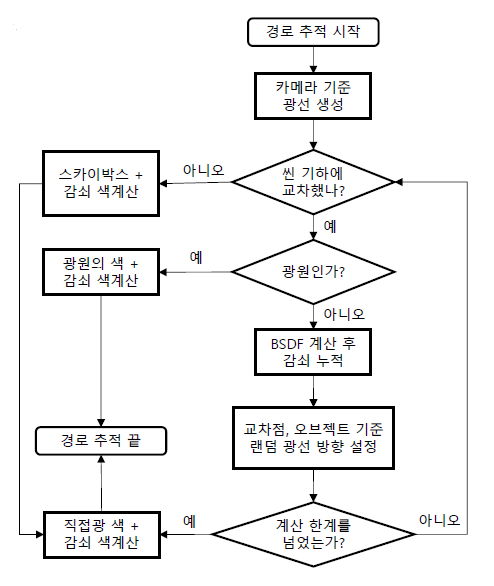 경로 추적 시작
카메라 기준
광선 생성
씬 기하에
교차했나?
아니오
스카이박스 +
감쇠 색계산
예
광원인가?
예
광원의 색 +
감쇠 색계산
아니오
BSDF 계산 후
감쇠 누적
교차점, 오브젝트 기준
랜덤 광선 방향 설정
계산 한계를
넘었는가?
아니오
예
직접광 색 +
감쇠 색계산
경로 추적 끝